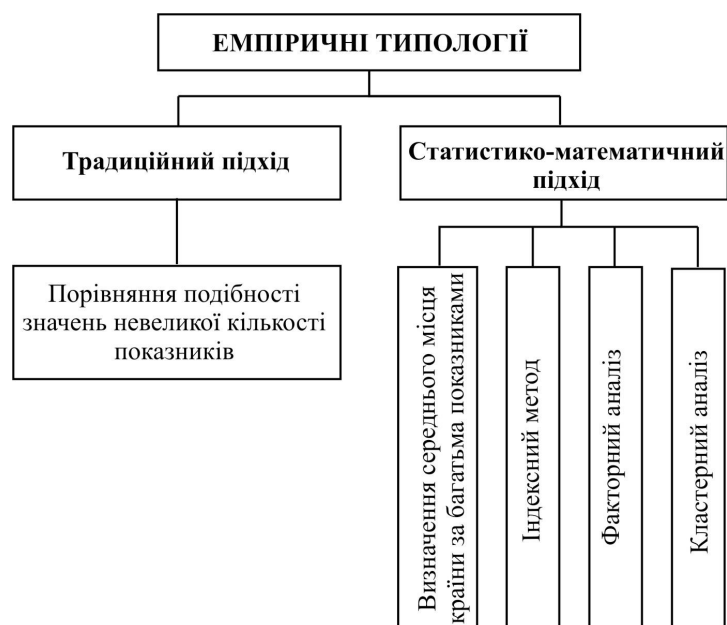 ЕМПІРИЧНІ ТИПОЛОГІЇ
Традиційний підхід
Статистико-математичний
підхід
Порівняння подібності
значень невеликої кількості
показників
Визначення середнього місця
країни за багатьма показниками
Індексний метод
Факторний аналіз
Кластерний аналіз